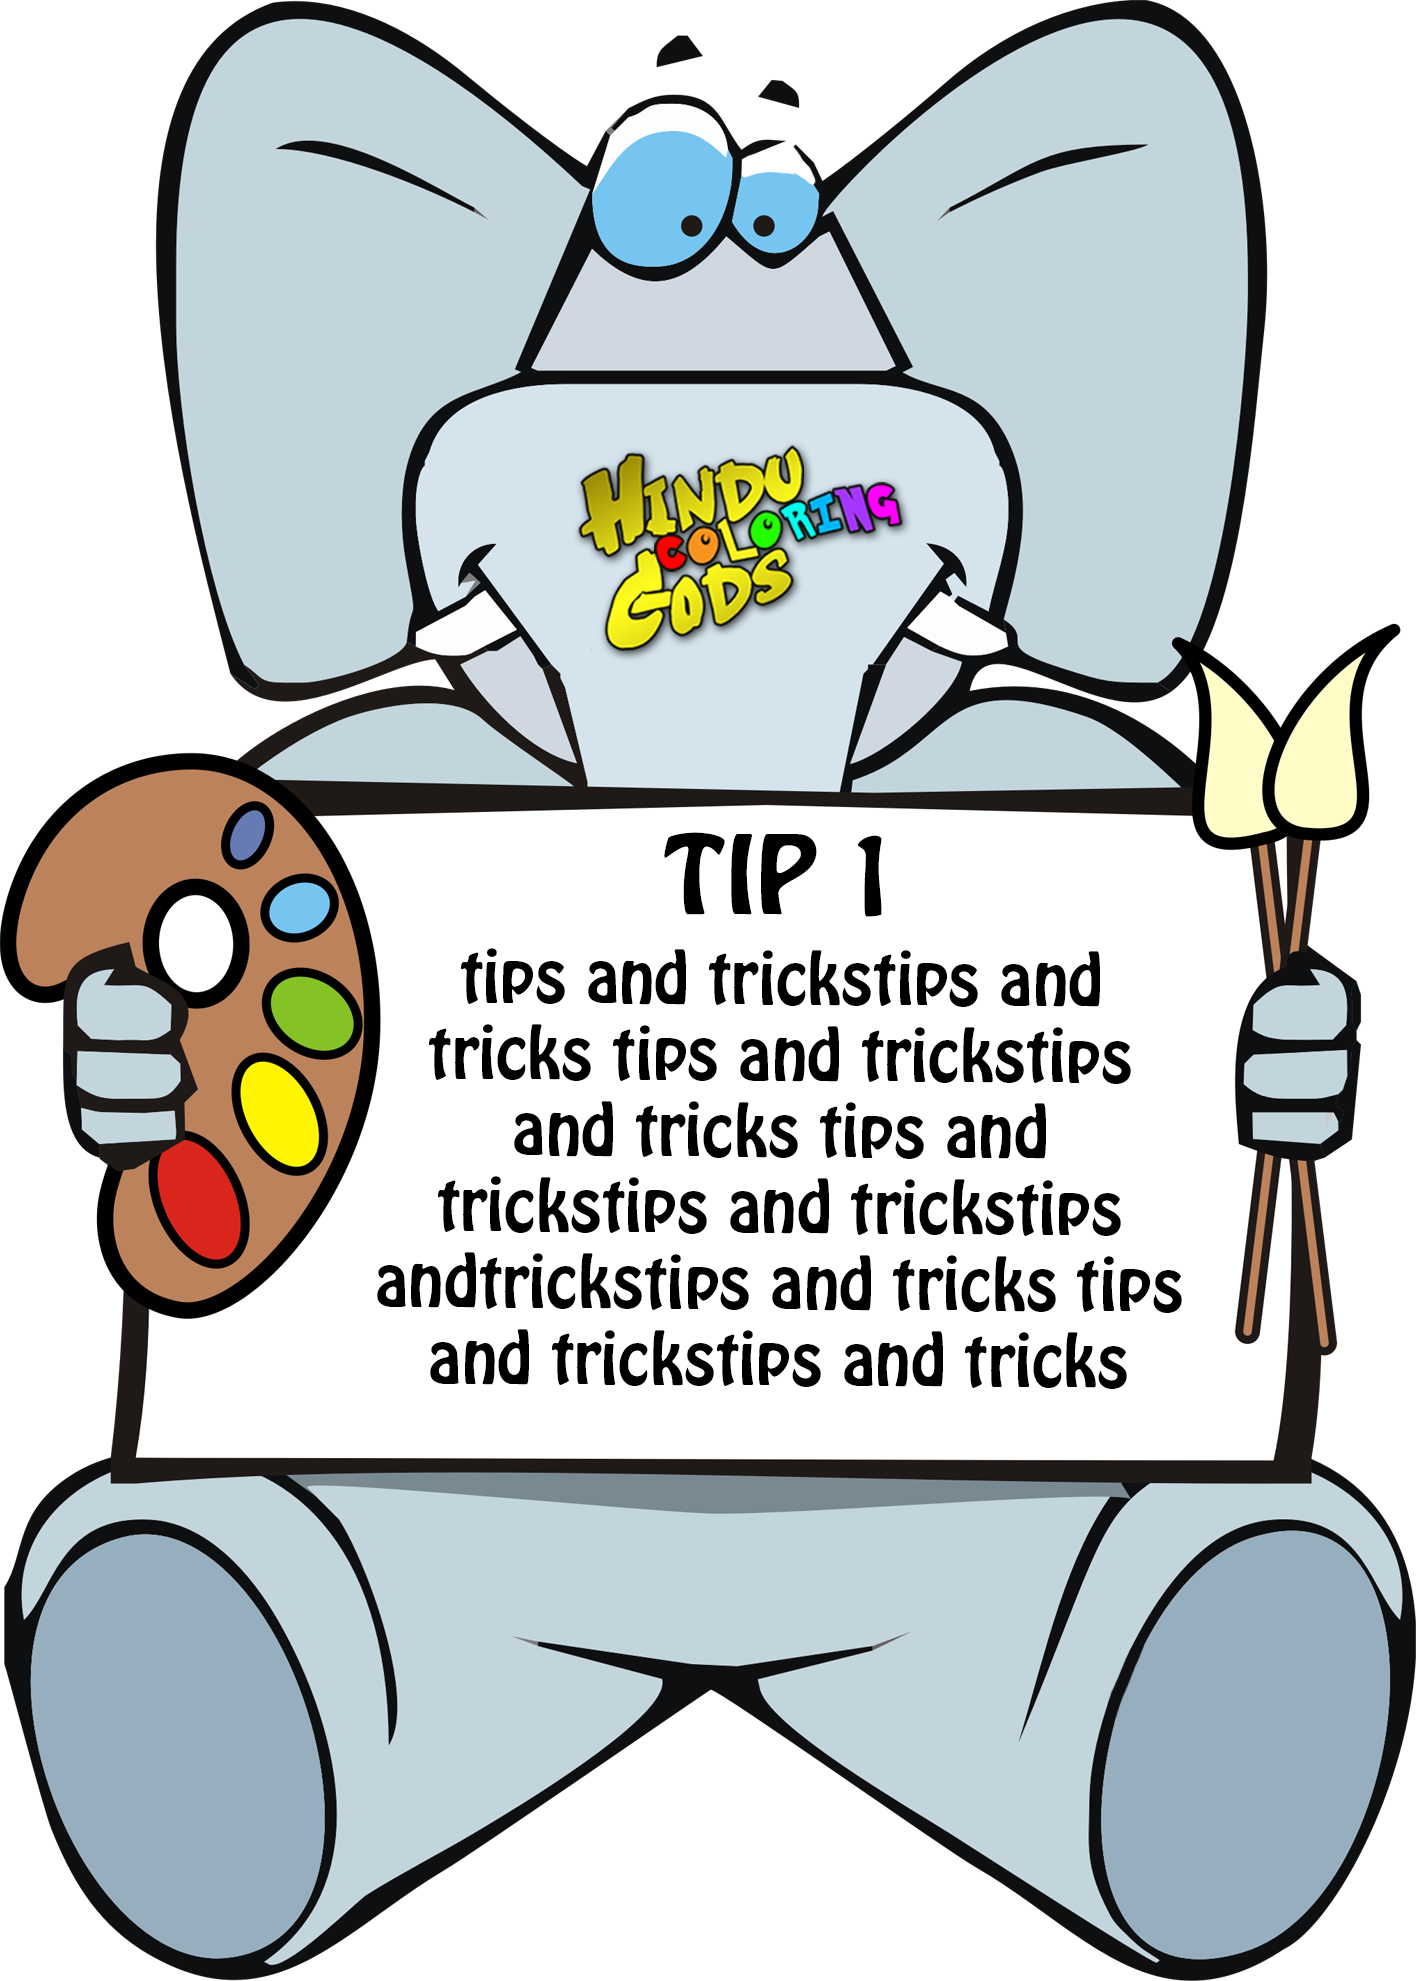 HINDU
COLORING
GODS
TIP 1
tips and trickstips and
tricks tips and trickstips
and tricks tips and
trickstips and trickstips
andtrickstips and tricks tips
and trickstips and tricks